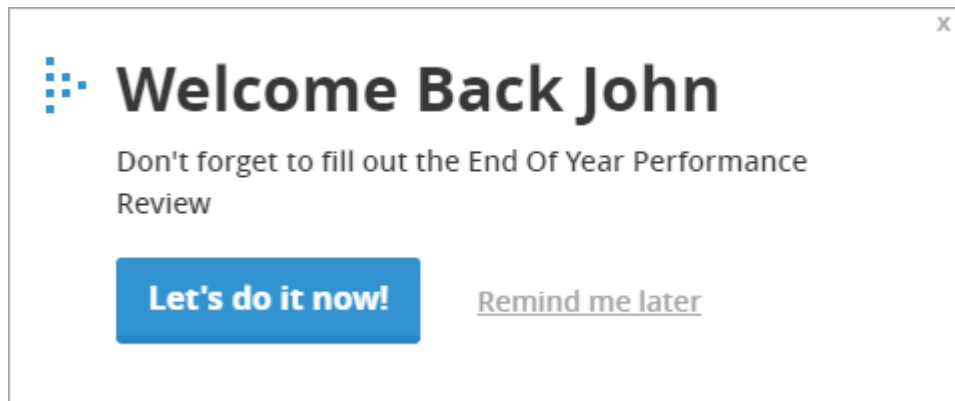 x
Welcome Back John
Don't forget to fill out the End Of Year Performance
Review
Let's do it now!
Remind me later